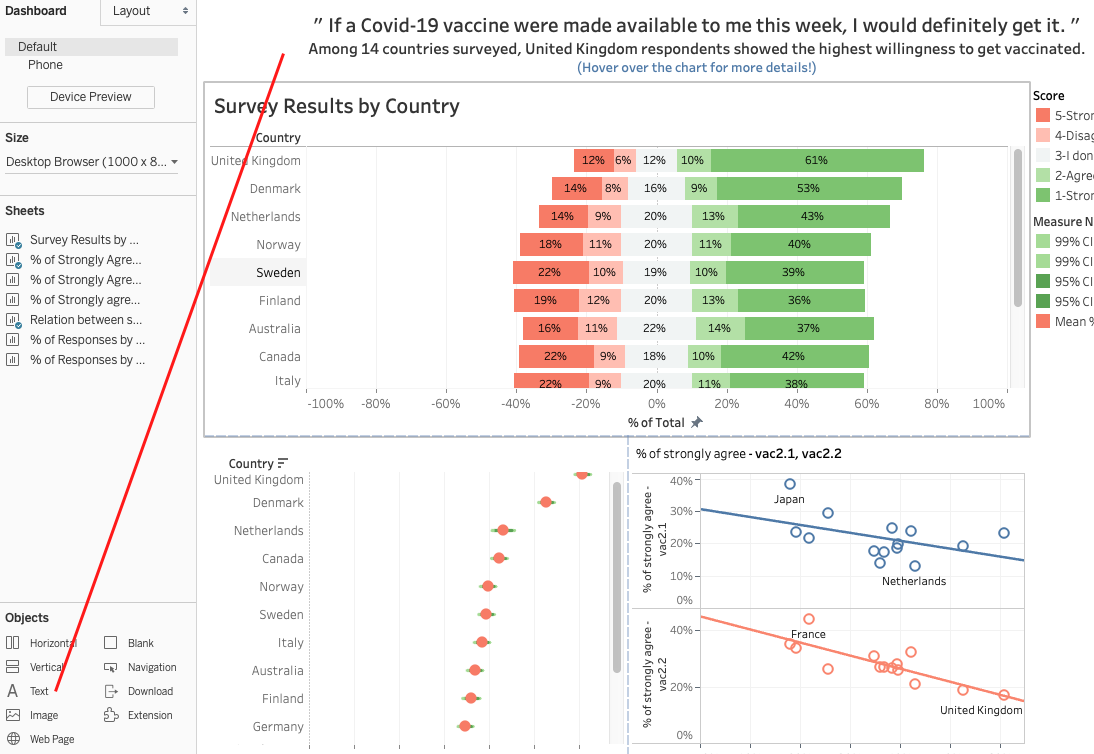 Dashboard
Layout
Default
Phone
Device Preview
Size
Desktop Browser (1000 x 8...
Sheets
Survey Results by ...
% of Strongly Agre...
% of Strongly Agre...
% of Strongly agre...
Relation between s...
% of Responses by ...
% of Responses by ...
Objects
Horizontal Blank
Vertical Navigation
Text Download
Image Extension
Web Page
" If a Covid-19 vaccine were made available to me this week, I would definitely get it. "
Among 14 countries surveyed, United Kingdom respondents showed the highest willingness to get vaccinated.
(Hover over the chart for more details!)
Survey Results by Country
Country
United Kingdom 12% 6% 12% 10% 61%
Denmark 14% 8% 16% 9% 53%
Netherlands 14% 9% 20% 13% 43%
Norway 18% 11% 20% 11% 40%
Sweden 22% 10% 19% 10% 39%
Finland 19% 12% 20% 13% 36%
Australia 16% 11% 22% 14% 37%
Canada 22% 9% 18% 10% 42%
Italy 22% 9% 20% 11% 38%
-100% -80% -60% -40% -20% 0% 20% 40% 60% 80% 100%
% of Total
Score
5-Stron
4-Disag
3-I don
2-Agre
1-Stron
Measure N
99% CI
99% CI
95% CI
95% CI
Mean %
Country
United Kingdom
Denmark
Netherlands
Canada
Norway
Sweden
Italy
Australia
Finland
Germany
% of strongly agree - vac2.1, vac2.2
% of strongly agree -
vac2.1
40%
30%
20%
10%
0%
Japan
Netherlands
% of strongly agree -
vac2.2
40%
20%
0%
France
United Kingdom